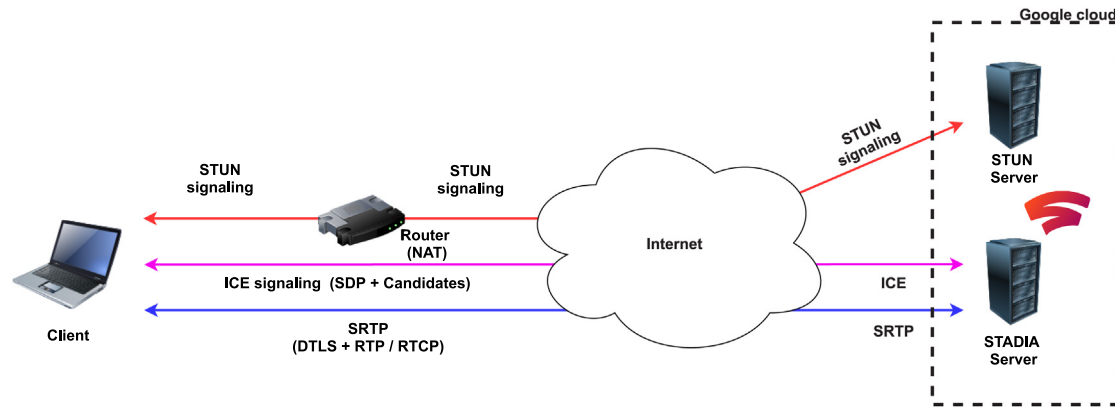 Google cloud
STUN
signaling
STUN
Server
STUN
signaling
STUN
signaling
Router
(NAT)
Internet
ICE signaling (SDP + Candidates)
ICE
Client
SRTP
(DTLS + RTP / RTCP)
SRTP
STADIA
Server